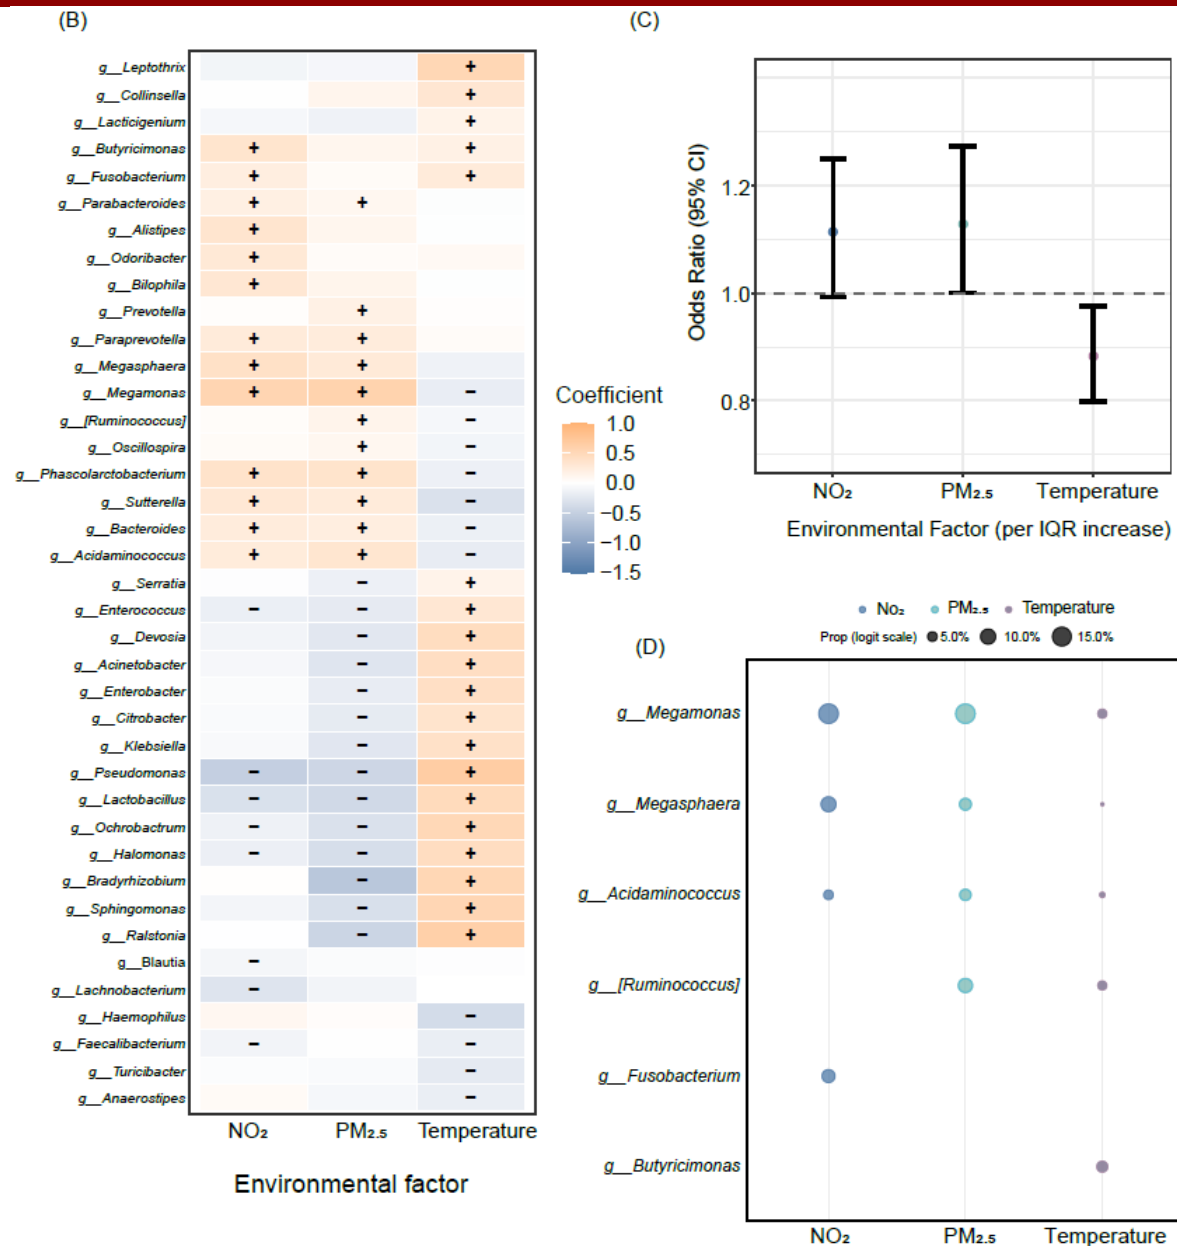 (B)
g__Leptothrix +
g__Collinsella +
g__Lacticigenium +
g__Butyricimonas + +
g__Fusobacterium + +
g__Parabacteroides + +
g__Alistipes +
g__Odoribacter +
g__Bilophila +
g__Prevotella +
g__Paraprevotella + +
g__Megasphaera + +
g__Megamonas + + −
g__[Ruminococcus] + −
g__Oscillospira + −
g__Phascolarctobacterium + + −
g__Sutterella + + −
g__Bacteroides + + −
g__Acidaminococcus + + −
g__Serratia − +
g__Enterococcus − − +
g__Devosia − +
g__Acinetobacter − +
g__Enterobacter − +
g__Citrobacter − +
g__Klebsiella − +
g__Pseudomonas − − +
g__Lactobacillus − − +
g__Ochrobactrum − − +
g__Halomonas − − +
g__Bradyrhizobium − +
g__Sphingomonas − +
g__Ralstonia − +
g__Blautia −
g__Lachnobacterium −
g__Haemophilus −
g__Faecalibacterium − −
g__Turicibacter −
g__Anaerostipes −
NO₂ PM₂.₅ Temperature
Environmental factor
Coefficient
1.0
0.5
0.0
−0.5
−1.0
−1.5
(C)
Odds Ratio (95% CI)
1.2
1.0
0.8
NO₂ PM₂.₅ Temperature
Environmental Factor (per IQR increase)
(D)
NO₂ PM₂.₅ Temperature
Prop (logit scale) 5.0% 10.0% 15.0%
g__Megamonas
g__Megasphaera
g__Acidaminococcus
g__[Ruminococcus]
g__Fusobacterium
g__Butyricimonas
NO₂ PM₂.₅ Temperature